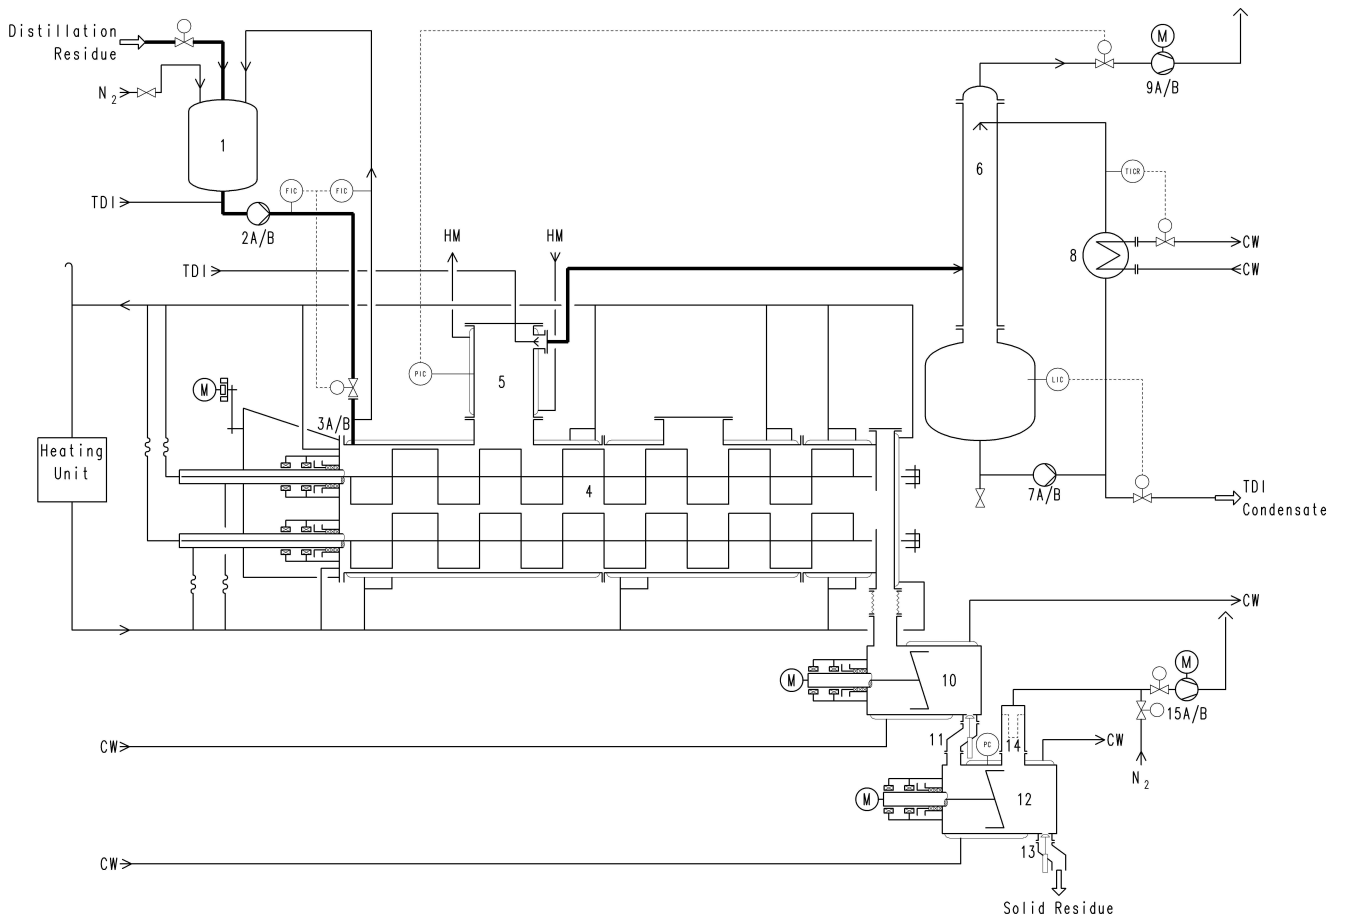 Distillation
Residue
M
9A/B
N2
1
6
TICR
TDI
FIC
FIC
2A/B
HM
HM
CW
8
CW
TDI
PIC
5
LIC
M
3A/B
Heating
Unit
4
7A/B
TDI
Condensate
CW
M
10
M
15A/B
CW
11
PC
14
CW
N2
M
12
13
CW
Solid Residue